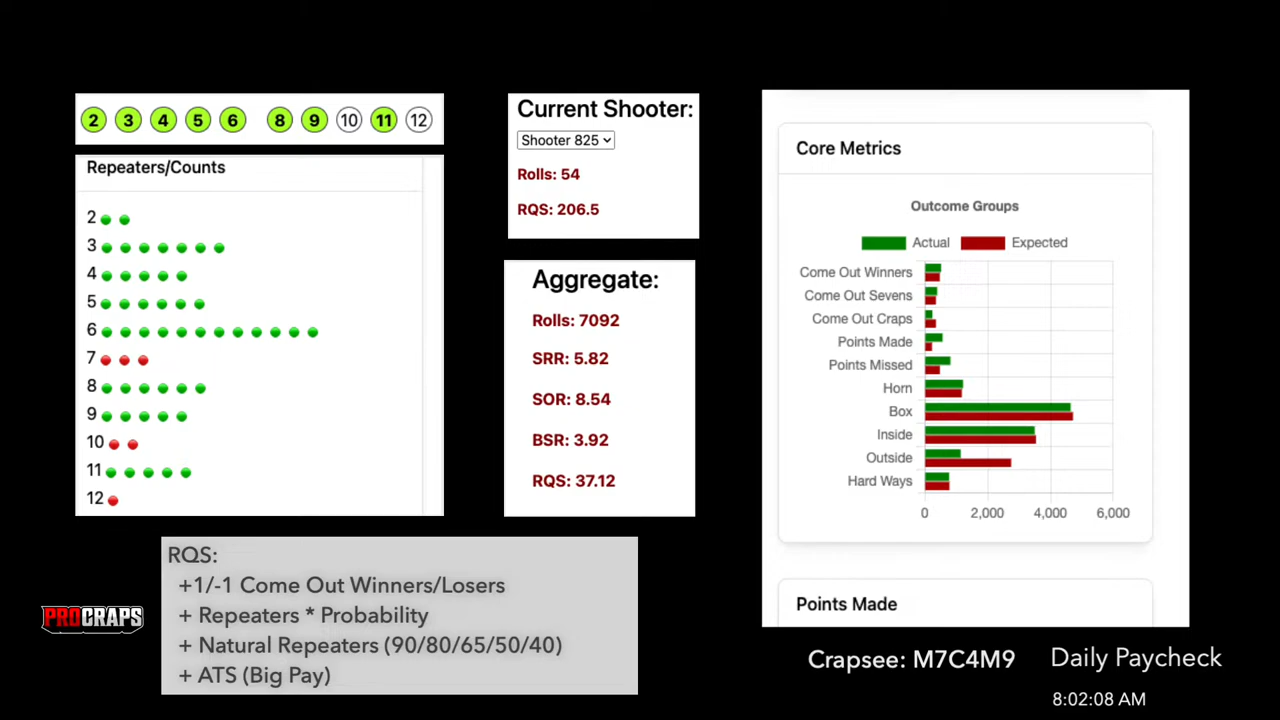 2 3 4 5 6 8 9 10 11 12
Repeaters/Counts
2
3
4
5
6
7
8
9
10
11
12
Current Shooter:
Shooter 825
Rolls: 54
RQS: 206.5
Aggregate:
Rolls: 7092
SRR: 5.82
SOR: 8.54
BSR: 3.92
RQS: 37.12
Core Metrics
Outcome Groups
Actual Expected
Come Out Winners
Come Out Sevens
Come Out Craps
Points Made
Points Missed
Horn
Box
Inside
Outside
Hard Ways
0 2,000 4,000 6,000
Points Made
RQS:
+1/-1 Come Out Winners/Losers
+ Repeaters * Probability
+ Natural Repeaters (90/80/65/50/40)
+ ATS (Big Pay)
PROCRAPS
Crapsee: M7C4M9
Daily Paycheck
8:02:08 AM